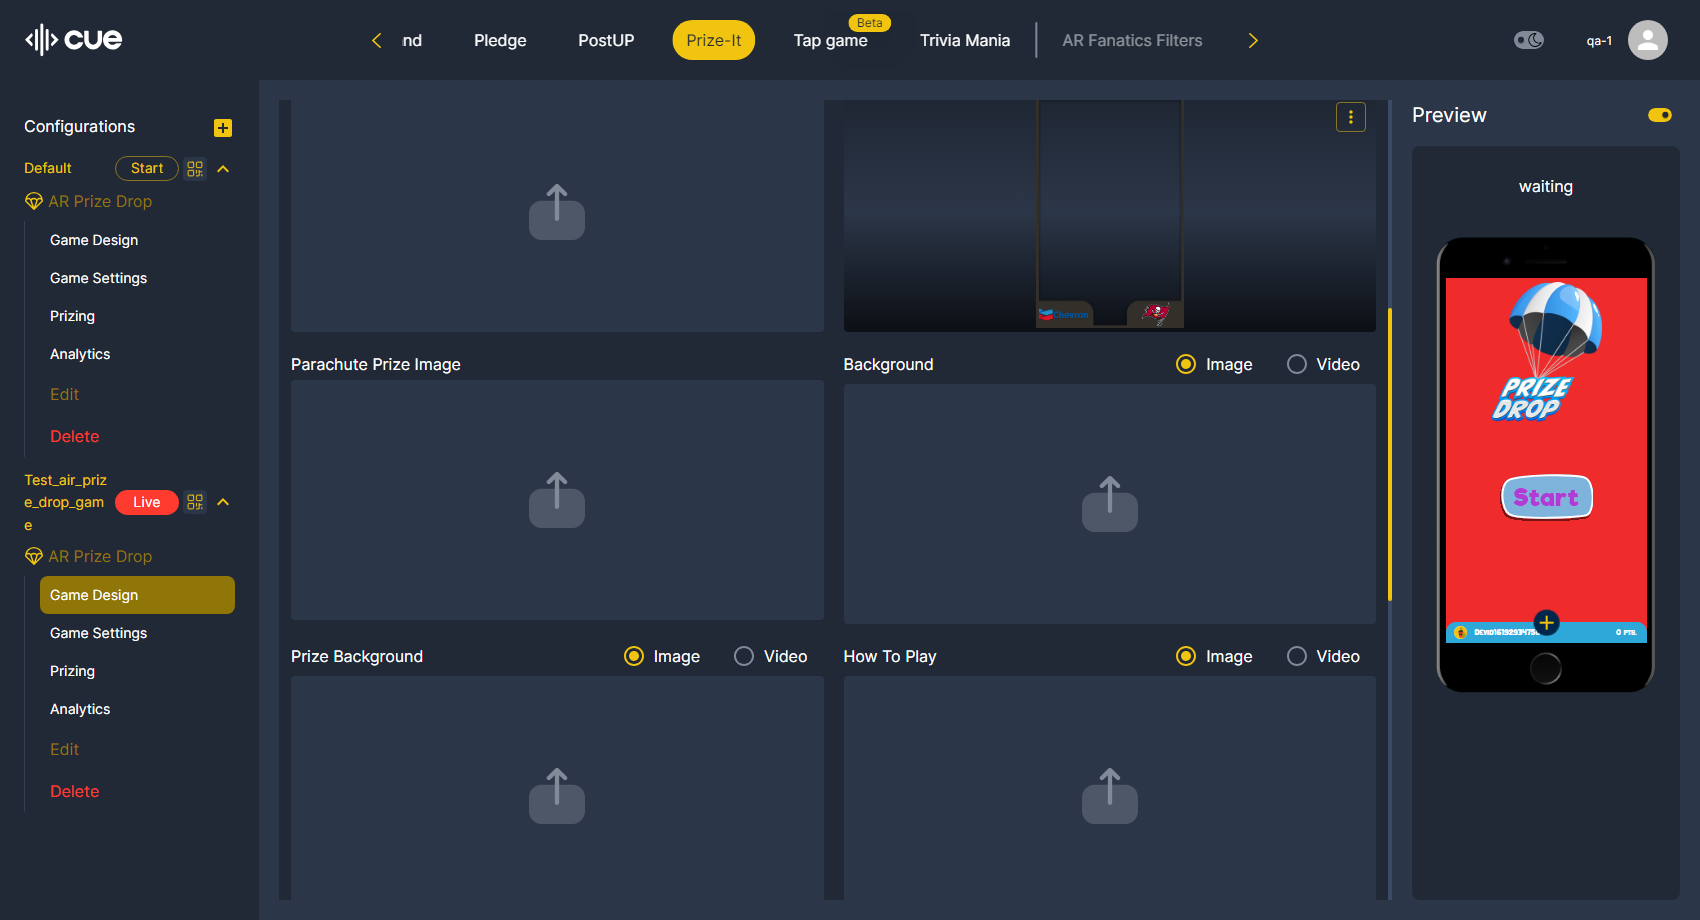 cue
nd
Pledge
PostUP
Prize-It
Beta
Tap game
Trivia Mania
AR Fanatics Filters
qa-1
Configurations
Default
Start
AR Prize Drop
Game Design
Game Settings
Prizing
Analytics
Edit
Delete
Test_air_priz
e_drop_gam
e
Live
AR Prize Drop
Game Design
Game Settings
Prizing
Analytics
Edit
Delete
Chevron
Parachute Prize Image
Background
Image
Video
Prize Background
Image
Video
How To Play
Image
Video
Preview
waiting
PRIZE
DROP
Start
0 PTS.